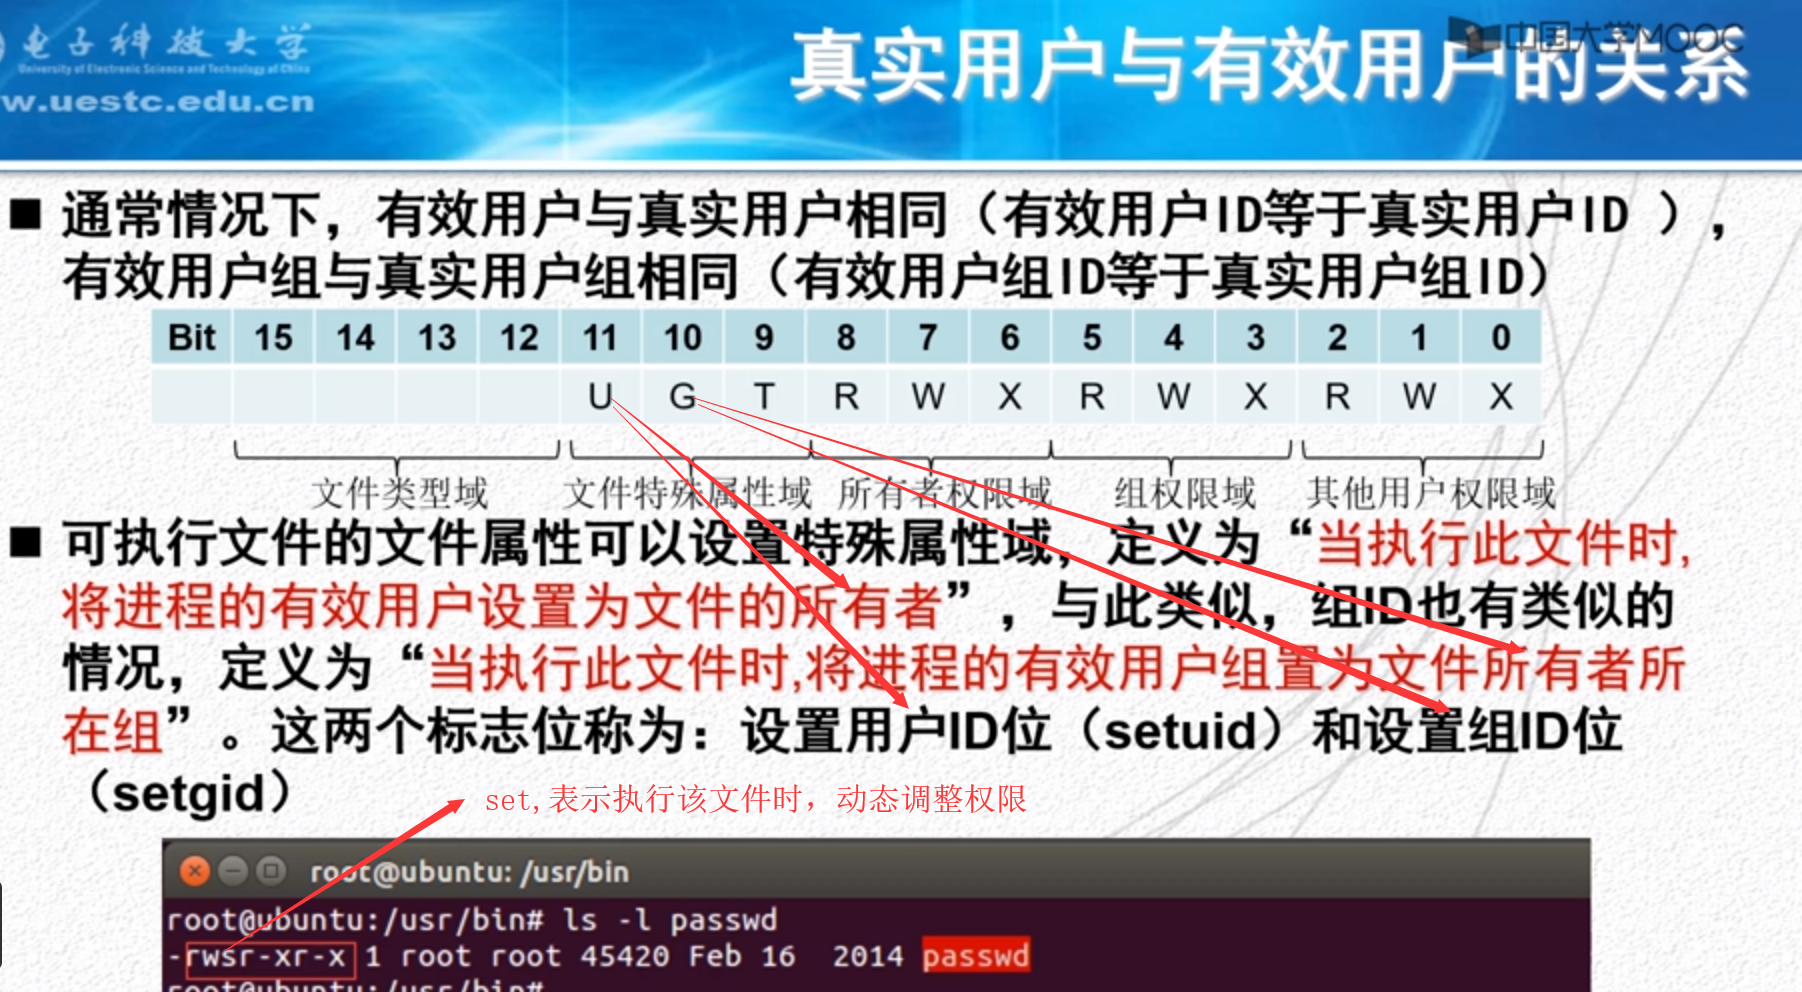 电子科技大学
University of Electronic Science and Technology of China
w.uestc.edu.cn
中国大学MOOC
真实用户与有效用户的关系
■ 通常情况下，有效用户与真实用户相同（有效用户ID等于真实用户ID ），
有效用户组与真实用户组相同（有效用户组ID等于真实用户组ID）
Bit 15 14 13 12 11 10 9 8 7 6 5 4 3 2 1 0
U G T R W X R W X R W X
文件类型域 文件特殊属性域 所有者权限域 组权限域 其他用户权限域
■ 可执行文件的文件属性可以设置特殊属性域，定义为“当执行此文件时,
将进程的有效用户设置为文件的所有者”，与此类似，组ID也有类似的
情况，定义为“当执行此文件时,将进程的有效用户组置为文件所有者所
在组”。这两个标志位称为：设置用户ID位（setuid）和设置组ID位
（setgid）
set,表示执行该文件时，动态调整权限
root@ubuntu: /usr/bin
root@ubuntu:/usr/bin# ls -l passwd
-rwsr-xr-x 1 root root 45420 Feb 16  2014 passwd
root@ubuntu:/usr/bin#